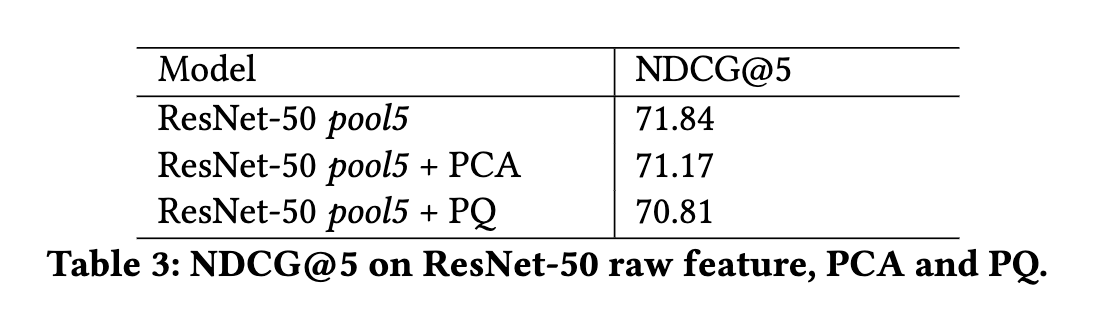 Model NDCG@5
ResNet-50 pool5 71.84
ResNet-50 pool5 + PCA 71.17
ResNet-50 pool5 + PQ 70.81
Table 3: NDCG@5 on ResNet-50 raw feature, PCA and PQ.